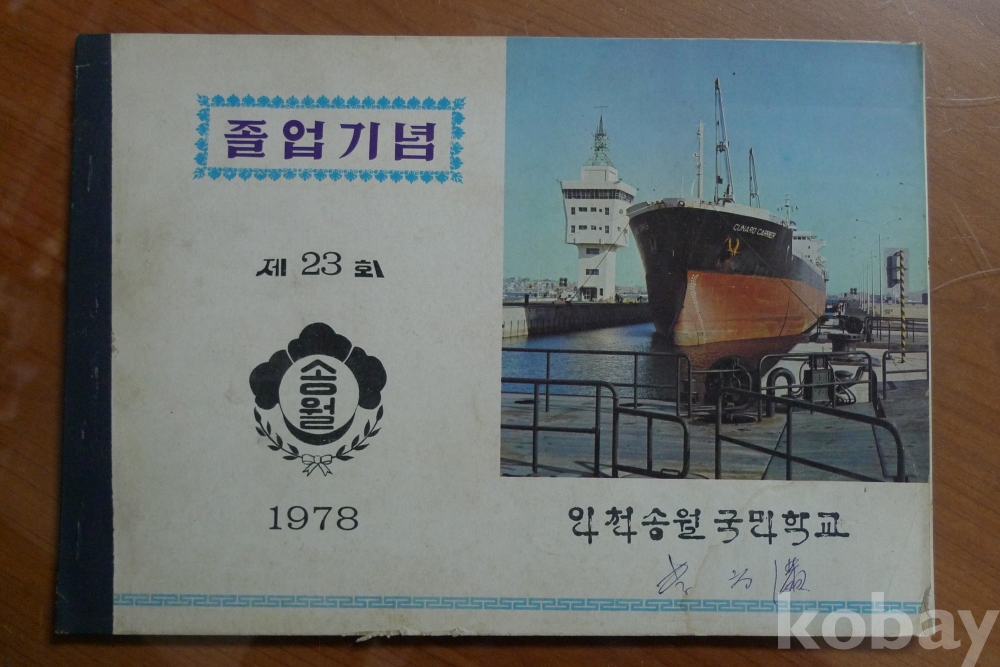 졸업기념
제 23 회
송월
1978
CUNARD CARRIER
인천송월국민학교
kobay